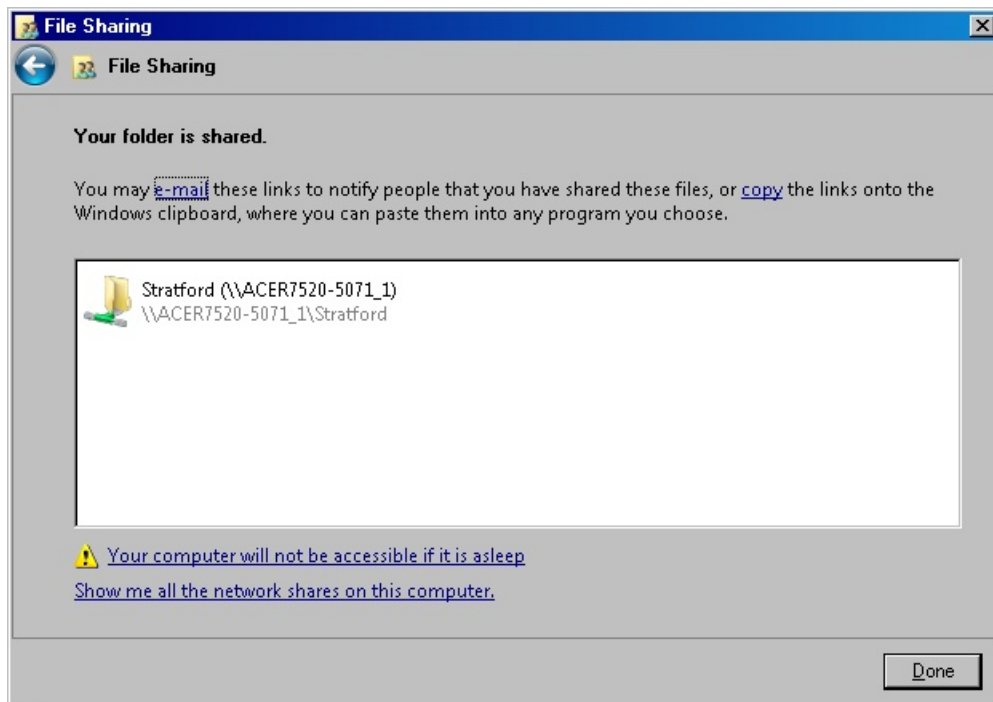 File Sharing
File Sharing
Your folder is shared.
You may e-mail these links to notify people that you have shared these files, or copy the links onto the
Windows clipboard, where you can paste them into any program you choose.
Stratford (\\ACER7520-5071_1)
\\ACER7520-5071_1\Stratford
Your computer will not be accessible if it is asleep
Show me all the network shares on this computer.
Done